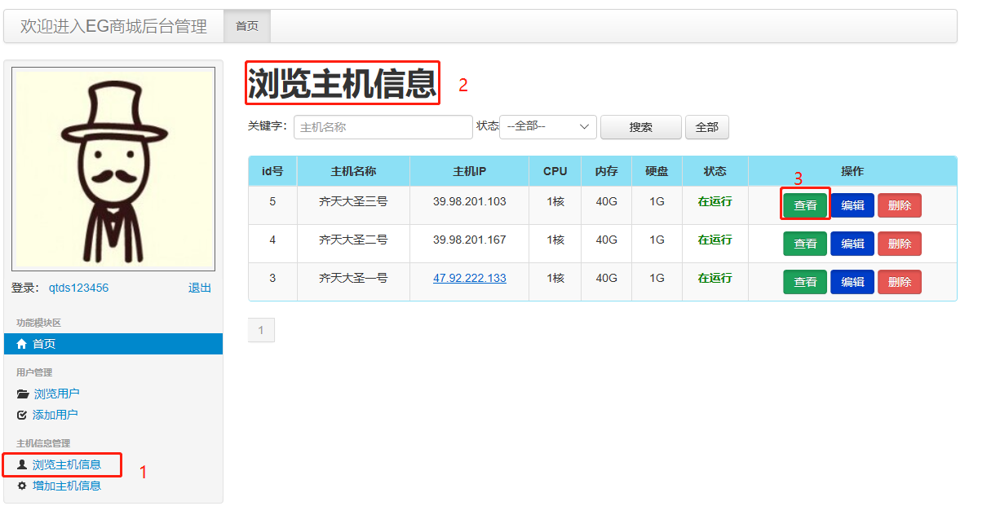 欢迎进入EG商城后台管理 首页
浏览主机信息 2
关键字： 主机名称 状态 --全部-- 搜索 全部
id号 主机名称 主机IP CPU 内存 硬盘 状态 操作
3
5 齐天大圣三号 39.98.201.103 1核 40G 1G 在运行 查看 编辑 删除
4 齐天大圣二号 39.98.201.167 1核 40G 1G 在运行 查看 编辑 删除
3 齐天大圣一号 47.92.222.133 1核 40G 1G 在运行 查看 编辑 删除
1
登录： qtds123456 退出
功能模块区
首页
用户管理
浏览用户
添加用户
主机信息管理
浏览主机信息 1
增加主机信息